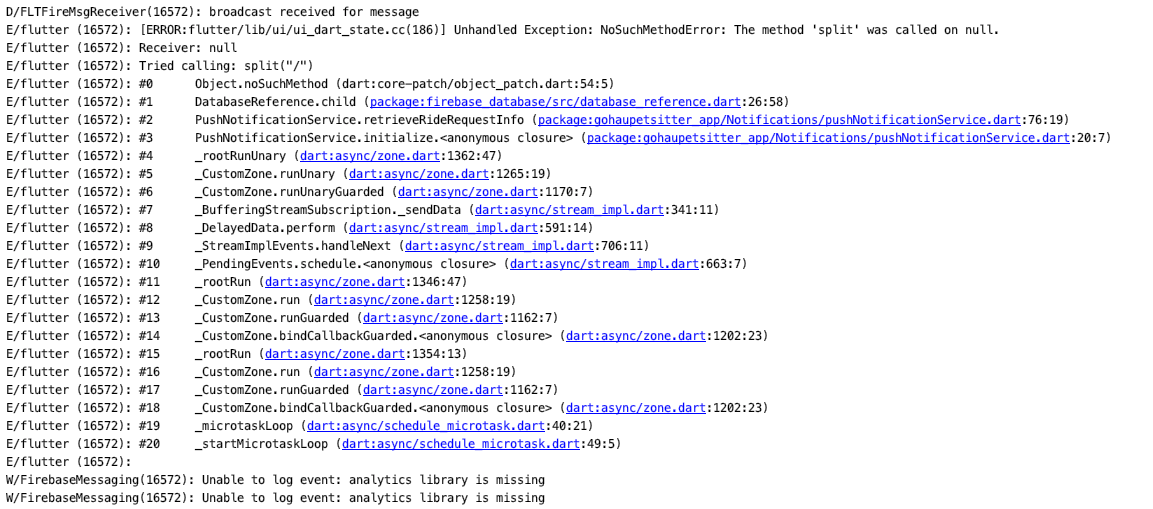 D/FLTFireMsgReceiver(16572): broadcast received for message
E/flutter (16572): [ERROR:flutter/lib/ui/ui_dart_state.cc(186)] Unhandled Exception: NoSuchMethodError: The method 'split' was called on null.
E/flutter (16572): Receiver: null
E/flutter (16572): Tried calling: split("/")
E/flutter (16572): #0      Object.noSuchMethod (dart:core-patch/object_patch.dart:54:5)
E/flutter (16572): #1      DatabaseReference.child (package:firebase_database/src/database_reference.dart:26:58)
E/flutter (16572): #2      PushNotificationService.retrieveRideRequestInfo (package:gohaupetsitter_app/Notifications/pushNotificationService.dart:76:19)
E/flutter (16572): #3      PushNotificationService.initialize.<anonymous closure> (package:gohaupetsitter_app/Notifications/pushNotificationService.dart:20:7)
E/flutter (16572): #4      _rootRunUnary (dart:async/zone.dart:1362:47)
E/flutter (16572): #5      _CustomZone.runUnary (dart:async/zone.dart:1265:19)
E/flutter (16572): #6      _CustomZone.runUnaryGuarded (dart:async/zone.dart:1170:7)
E/flutter (16572): #7      _BufferingStreamSubscription._sendData (dart:async/stream_impl.dart:341:11)
E/flutter (16572): #8      _DelayedData.perform (dart:async/stream_impl.dart:591:14)
E/flutter (16572): #9      _StreamImplEvents.handleNext (dart:async/stream_impl.dart:706:11)
E/flutter (16572): #10     _PendingEvents.schedule.<anonymous closure> (dart:async/stream_impl.dart:663:7)
E/flutter (16572): #11     _rootRun (dart:async/zone.dart:1346:47)
E/flutter (16572): #12     _CustomZone.run (dart:async/zone.dart:1258:19)
E/flutter (16572): #13     _CustomZone.runGuarded (dart:async/zone.dart:1162:7)
E/flutter (16572): #14     _CustomZone.bindCallbackGuarded.<anonymous closure> (dart:async/zone.dart:1202:23)
E/flutter (16572): #15     _rootRun (dart:async/zone.dart:1354:13)
E/flutter (16572): #16     _CustomZone.run (dart:async/zone.dart:1258:19)
E/flutter (16572): #17     _CustomZone.runGuarded (dart:async/zone.dart:1162:7)
E/flutter (16572): #18     _CustomZone.bindCallbackGuarded.<anonymous closure> (dart:async/zone.dart:1202:23)
E/flutter (16572): #19     _microtaskLoop (dart:async/schedule_microtask.dart:40:21)
E/flutter (16572): #20     _startMicrotaskLoop (dart:async/schedule_microtask.dart:49:5)
E/flutter (16572):
W/FirebaseMessaging(16572): Unable to log event: analytics library is missing
W/FirebaseMessaging(16572): Unable to log event: analytics library is missing